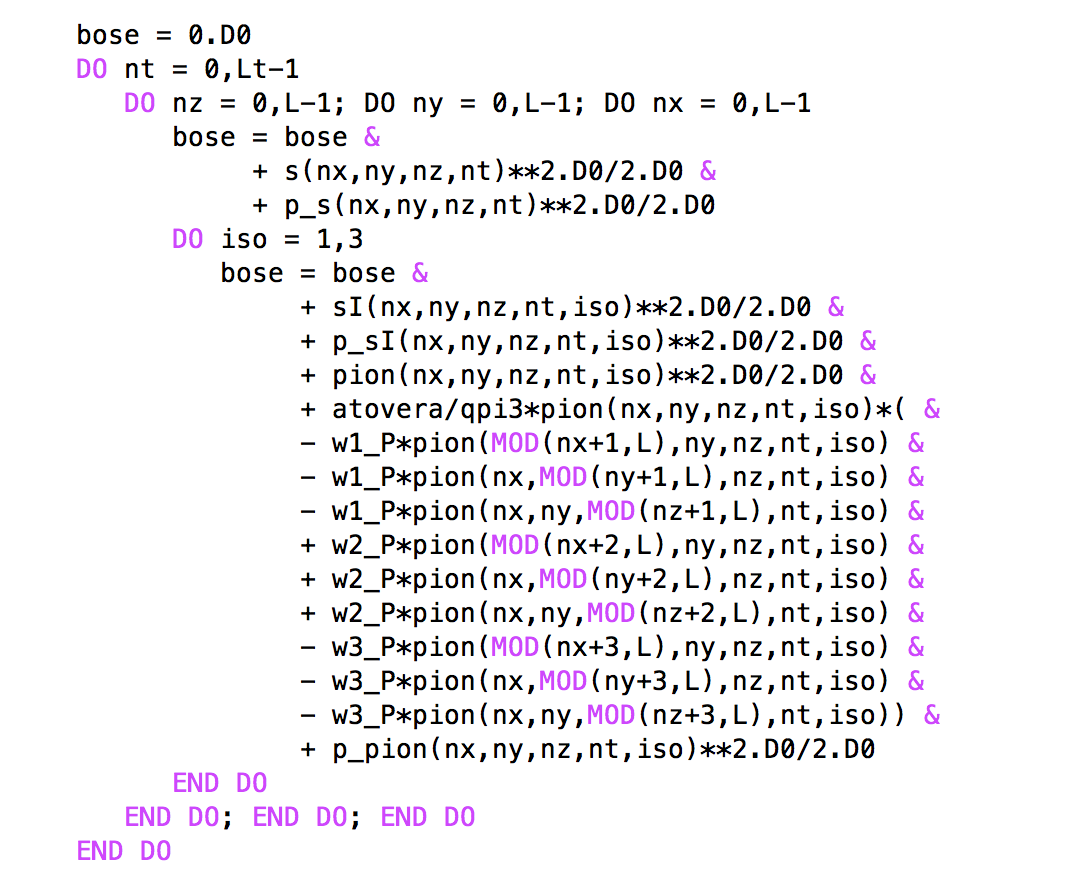 bose = 0.D0
DO nt = 0,Lt-1
   DO nz = 0,L-1; DO ny = 0,L-1; DO nx = 0,L-1
      bose = bose &
           + s(nx,ny,nz,nt)**2.D0/2.D0 &
           + p_s(nx,ny,nz,nt)**2.D0/2.D0
      DO iso = 1,3
         bose = bose &
              + sI(nx,ny,nz,nt,iso)**2.D0/2.D0 &
              + p_sI(nx,ny,nz,nt,iso)**2.D0/2.D0 &
              + pion(nx,ny,nz,nt,iso)**2.D0/2.D0 &
              + atovera/qpi3*pion(nx,ny,nz,nt,iso)*( &
              - w1_P*pion(MOD(nx+1,L),ny,nz,nt,iso) &
              - w1_P*pion(nx,MOD(ny+1,L),nz,nt,iso) &
              - w1_P*pion(nx,ny,MOD(nz+1,L),nt,iso) &
              + w2_P*pion(MOD(nx+2,L),ny,nz,nt,iso) &
              + w2_P*pion(nx,MOD(ny+2,L),nz,nt,iso) &
              + w2_P*pion(nx,ny,MOD(nz+2,L),nt,iso) &
              - w3_P*pion(MOD(nx+3,L),ny,nz,nt,iso) &
              - w3_P*pion(nx,MOD(ny+3,L),nz,nt,iso) &
              - w3_P*pion(nx,ny,MOD(nz+3,L),nt,iso)) &
              + p_pion(nx,ny,nz,nt,iso)**2.D0/2.D0
      END DO
   END DO; END DO; END DO
END DO